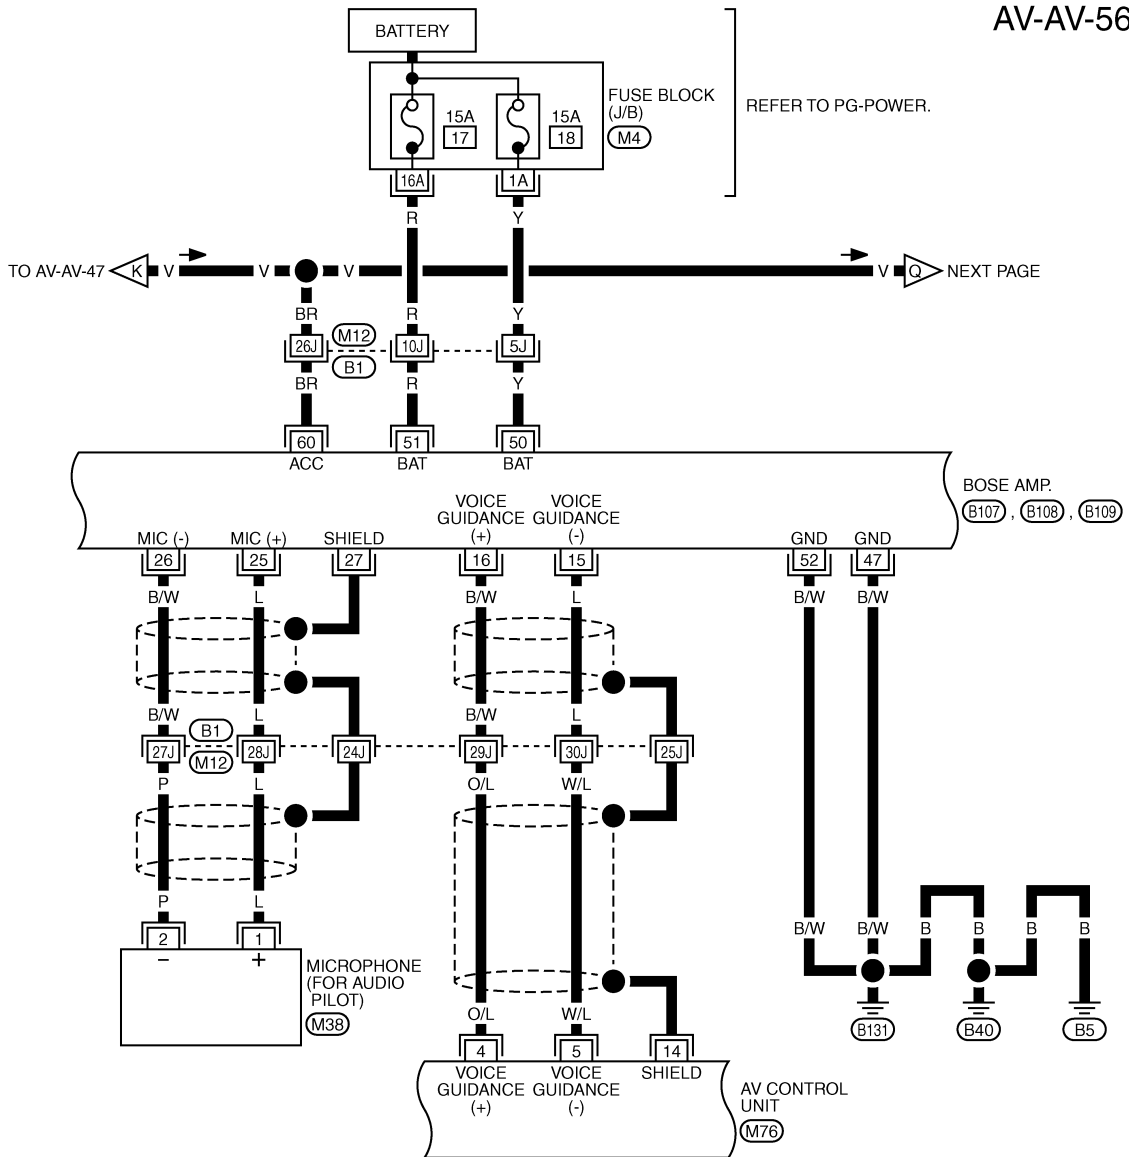 AV-AV-56
BATTERY
FUSE BLOCK
(J/B)
M4
15A
17
15A
18
REFER TO PG-POWER.
16A
1A
R
Y
TO AV-AV-47
K
V
V
V
V
Q
NEXT PAGE
BR
R
Y
26J
M12
B1
10J
5J
BR
R
Y
60
51
50
ACC
BAT
BAT
BOSE AMP.
B107 , B108 , B109
MIC (-)
MIC (+)
SHIELD
VOICE
GUIDANCE
(+)
VOICE
GUIDANCE
(-)
GND
GND
26
25
27
16
15
52
47
B/W
L
B/W
L
B/W
B/W
B/W
L
B/W
L
27J
B1
M12
28J
24J
29J
30J
25J
P
L
O/L
W/L
P
L
B/W
B/W
B
B
B
B
2
1
-
+
MICROPHONE
(FOR AUDIO
PILOT)
M38
B131
B40
B5
O/L
W/L
4
5
14
VOICE
GUIDANCE
(+)
VOICE
GUIDANCE
(-)
SHIELD
AV CONTROL
UNIT
M76